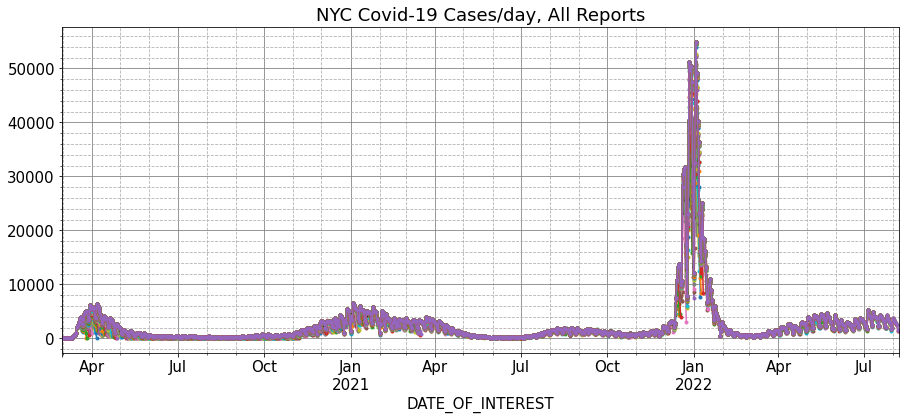 NYC Covid-19 Cases/day, All Reports
50000
40000
30000
20000
10000
0
Apr Jul Oct Jan Apr Jul Oct Jan Apr Jul
2021 2022
DATE_OF_INTEREST